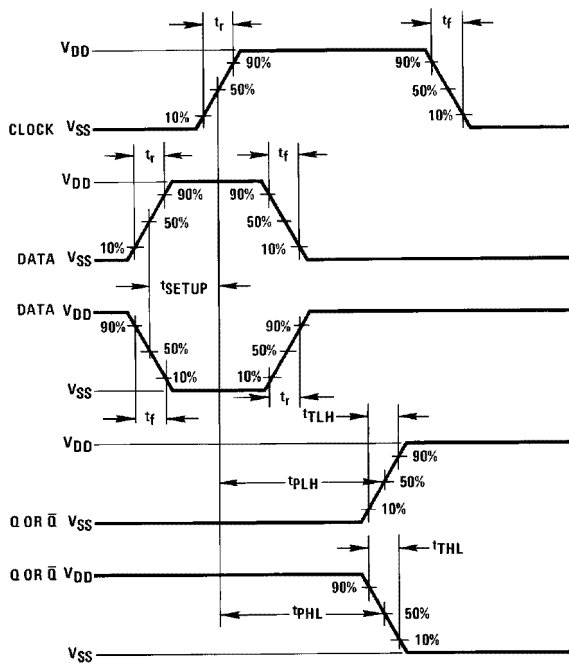 tr
tf
VDD
90%
90%
50%
50%
10%
10%
CLOCK VSS
tr
tf
VDD
90%
90%
50%
50%
10%
10%
DATA VSS
tSETUP
DATA VDD
90%
90%
50%
50%
10%
10%
VSS
tf
tr
tTLH
VDD
90%
tPLH
50%
10%
Q OR Q̅ VSS
tTHL
Q OR Q̅ VDD
90%
tPHL
50%
10%
VSS